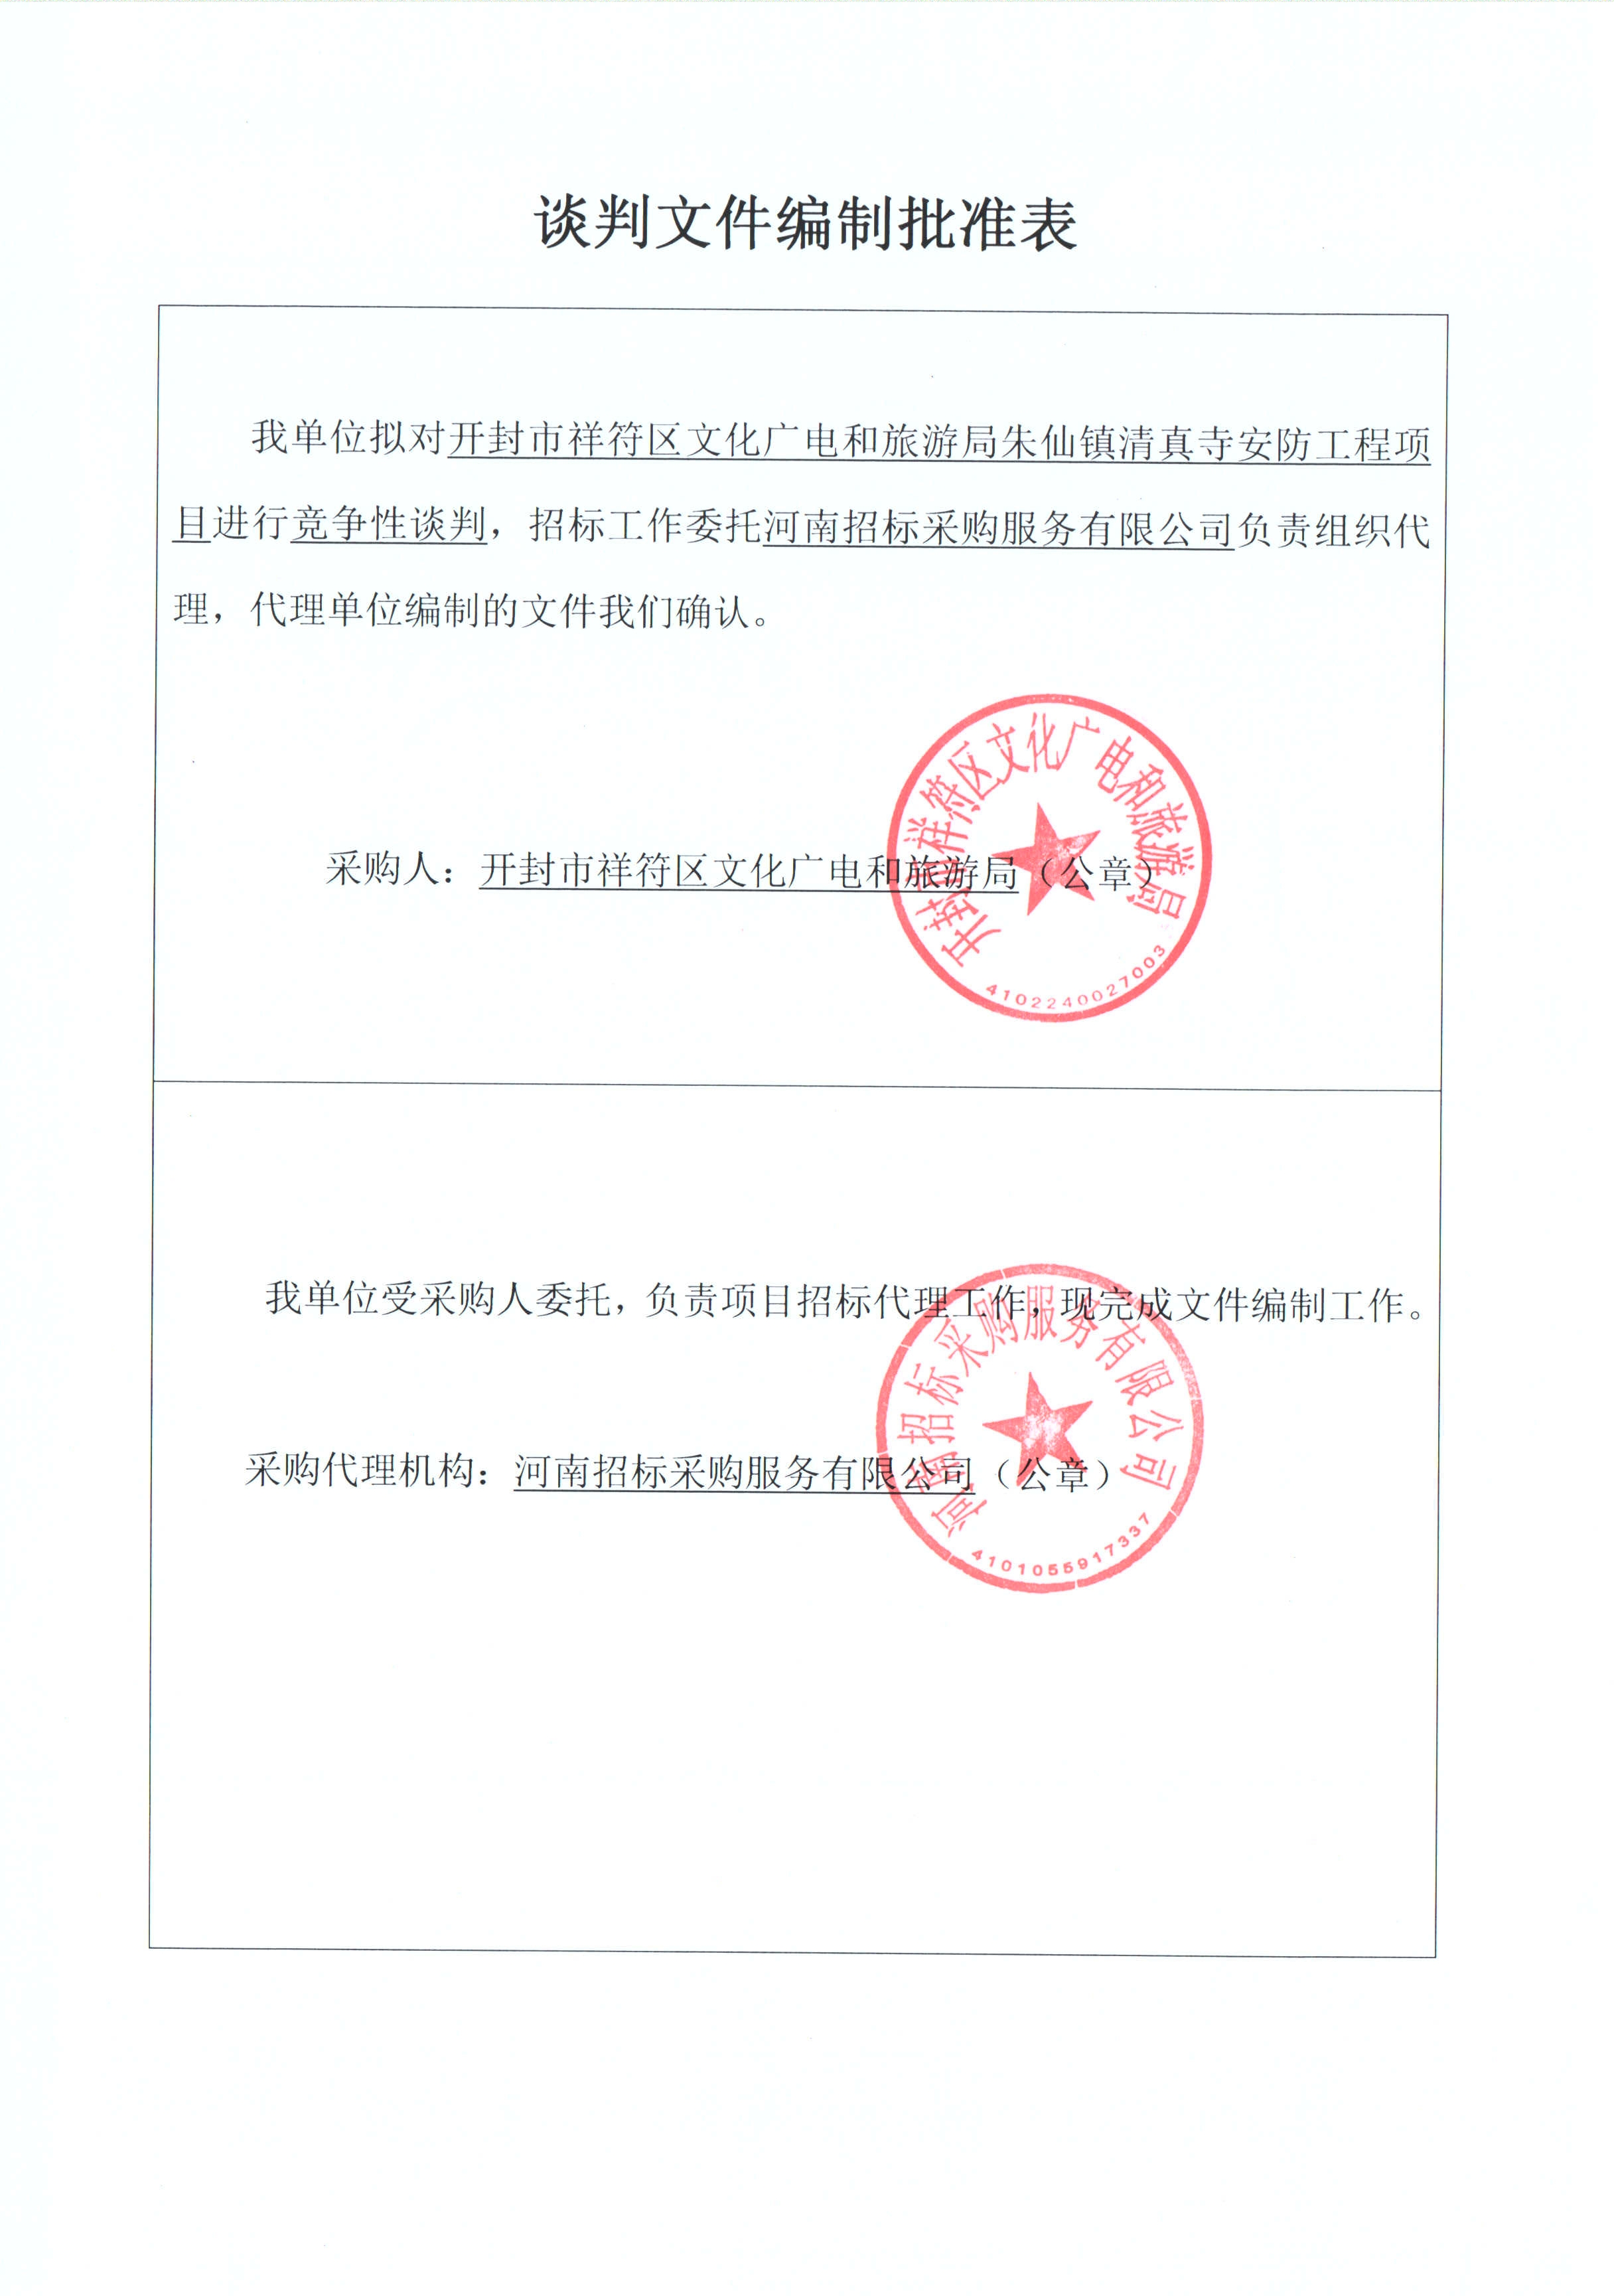 谈判文件编制批准表
我单位拟对开封市祥符区文化广电和旅游局朱仙镇清真寺安防工程项
目进行竞争性谈判，招标工作委托河南招标采购服务有限公司负责组织代
理，代理单位编制的文件我们确认。
采购人：开封市祥符区文化广电和旅游局（公章）
开封市祥符区文化广电和旅游局
4102240027003
我单位受采购人委托，负责项目招标代理工作，现完成文件编制工作。
采购代理机构：河南招标采购服务有限公司（公章）
河南招标采购服务有限公司
4101055917337